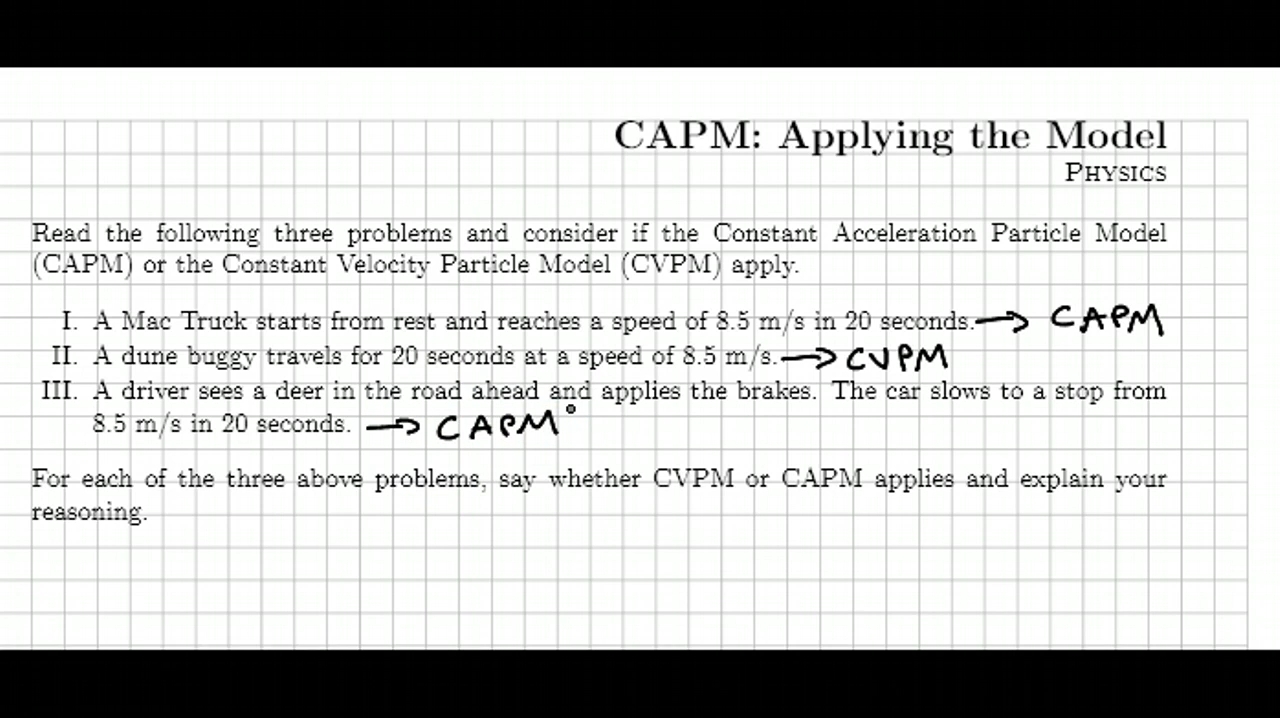 CAPM: Applying the Model
PHYSICS
Read the following three problems and consider if the Constant Acceleration Particle Model
(CAPM) or the Constant Velocity Particle Model (CVPM) apply.
I. A Mac Truck starts from rest and reaches a speed of 8.5 m/s in 20 seconds. → CAPM
II. A dune buggy travels for 20 seconds at a speed of 8.5 m/s. → CVPM
III. A driver sees a deer in the road ahead and applies the brakes. The car slows to a stop from
8.5 m/s in 20 seconds. → CAPM
For each of the three above problems, say whether CVPM or CAPM applies and explain your
reasoning.